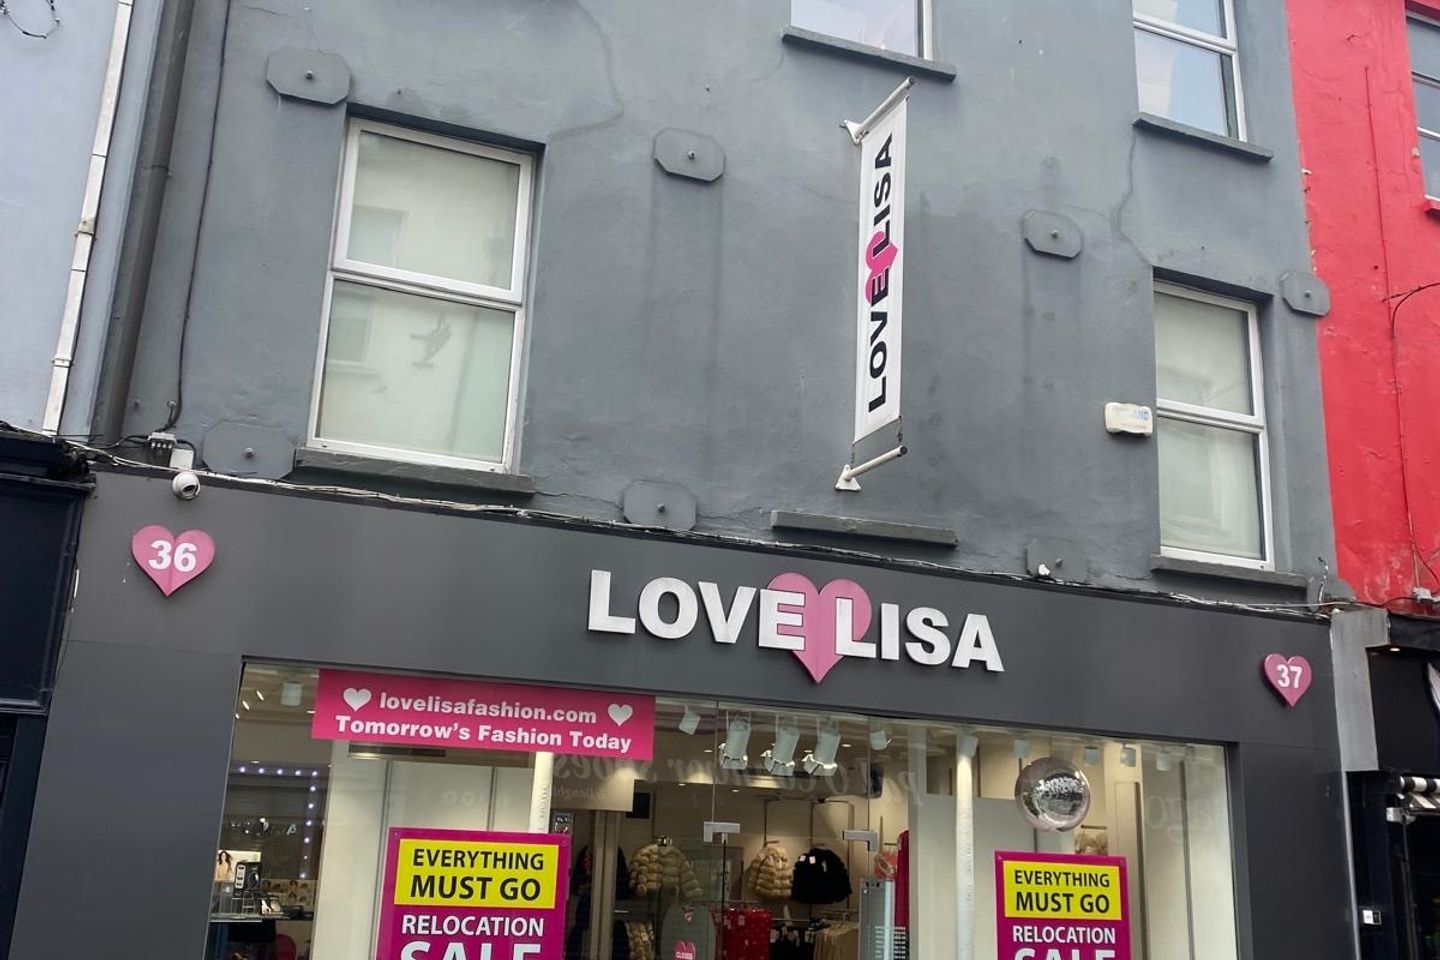 LOVE LISA
36
LOVE LISA
37
lovelisafashion.com
Tomorrow's Fashion Today
EVERYTHING
MUST GO
RELOCATION
SALE
EVERYTHING
MUST GO
RELOCATION
SALE
CLOSED